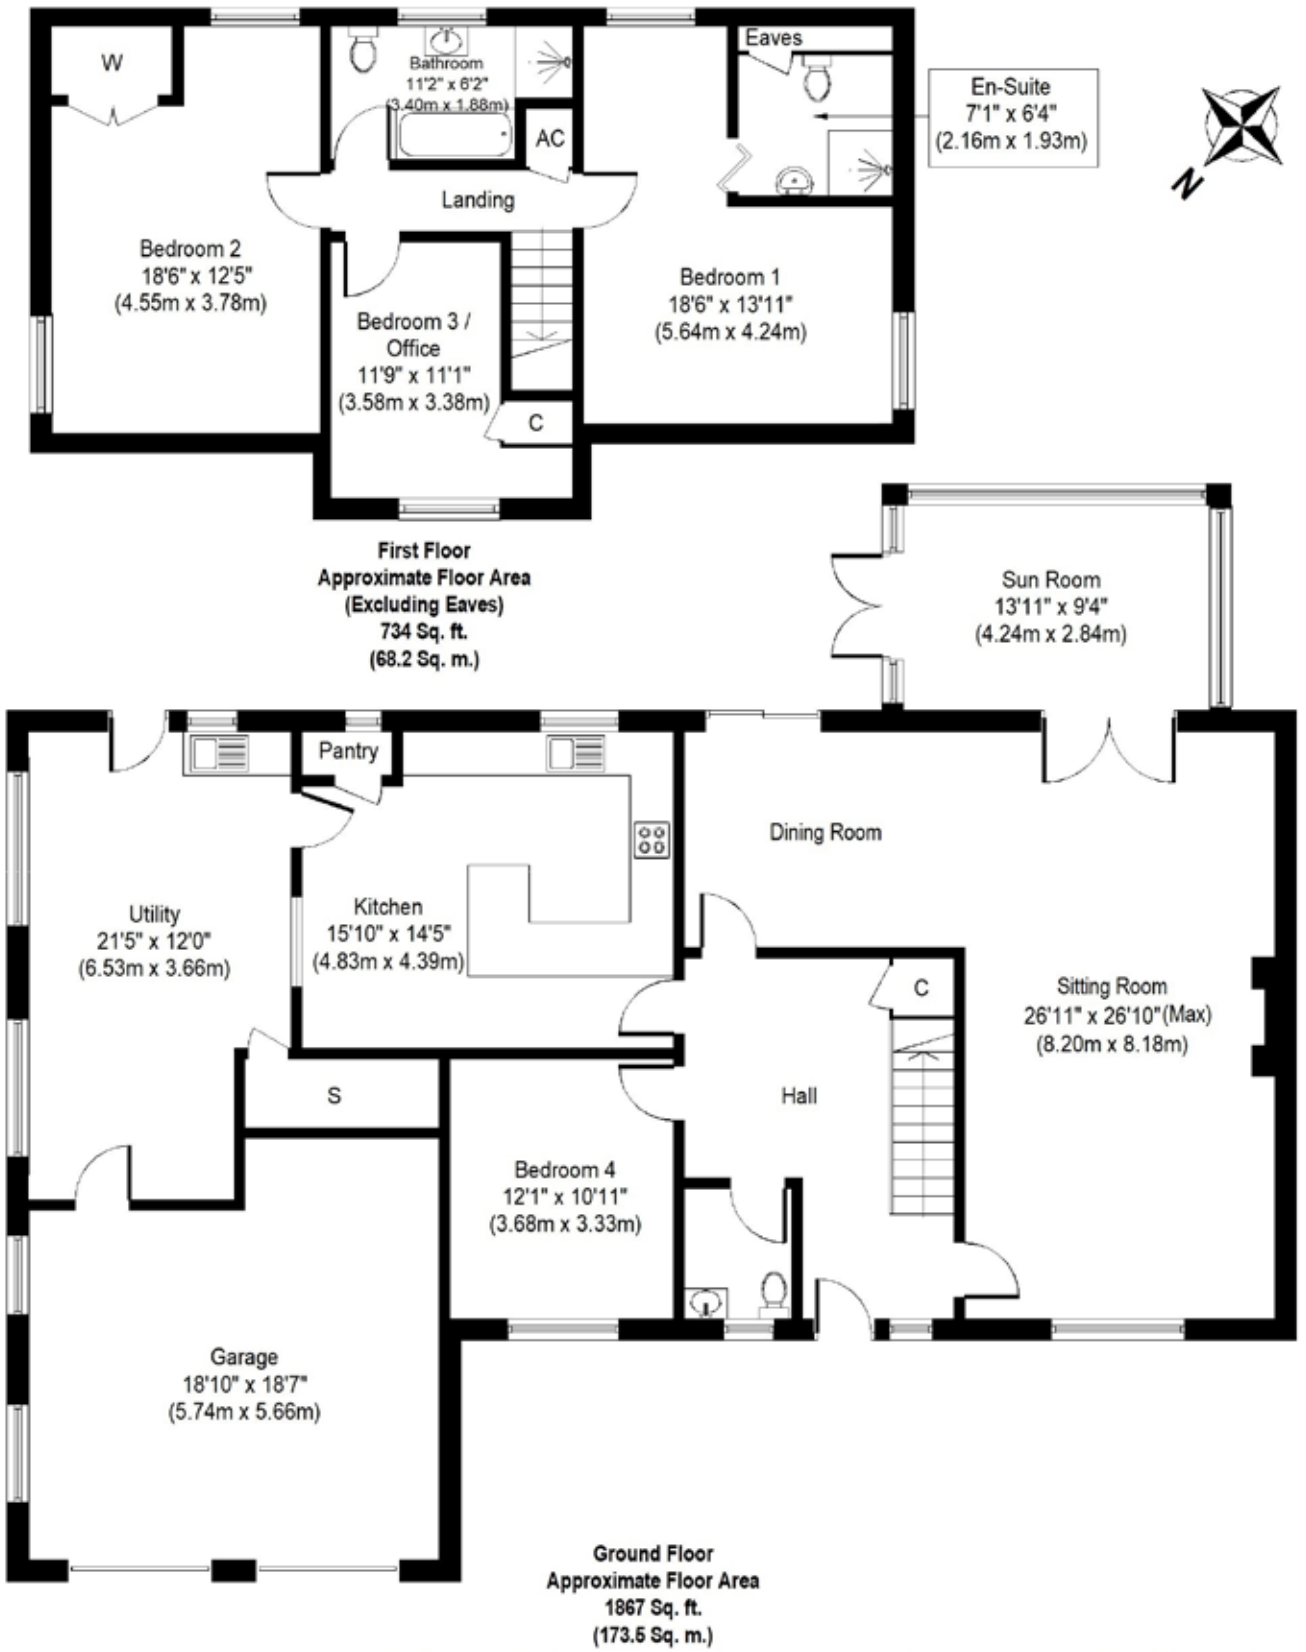 W
Bathroom
11'2" x 6'2"
(3.40m x 1.88m)
AC
Eaves
En-Suite
7'1" x 6'4"
(2.16m x 1.93m)
N
Landing
Bedroom 2
18'6" x 12'5"
(4.55m x 3.78m)
Bedroom 1
18'6" x 13'11"
(5.64m x 4.24m)
Bedroom 3 /
Office
11'9" x 11'1"
(3.58m x 3.38m)
C
First Floor
Approximate Floor Area
(Excluding Eaves)
734 Sq. ft.
(68.2 Sq. m.)
Sun Room
13'11" x 9'4"
(4.24m x 2.84m)
Pantry
Dining Room
Utility
21'5" x 12'0"
(6.53m x 3.66m)
Kitchen
15'10" x 14'5"
(4.83m x 4.39m)
C
Sitting Room
26'11" x 26'10"(Max)
(8.20m x 8.18m)
S
Hall
Bedroom 4
12'1" x 10'11"
(3.68m x 3.33m)
Garage
18'10" x 18'7"
(5.74m x 5.66m)
Ground Floor
Approximate Floor Area
1867 Sq. ft.
(173.5 Sq. m.)